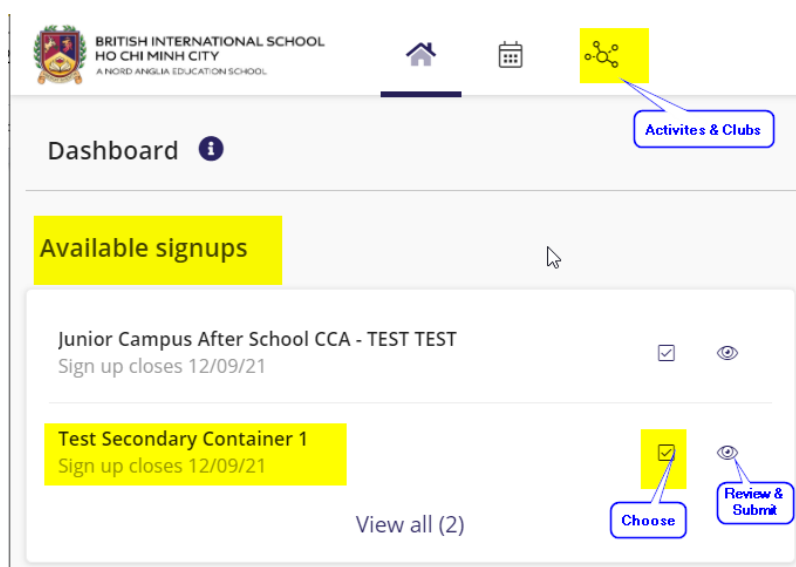 BRITISH INTERNATIONAL SCHOOL
HO CHI MINH CITY
A NORD ANGLIA EDUCATION SCHOOL
Activites & Clubs
Dashboard
Available signups
Junior Campus After School CCA - TEST TEST
Sign up closes 12/09/21
Test Secondary Container 1
Sign up closes 12/09/21
Review &
Submit
Choose
View all (2)